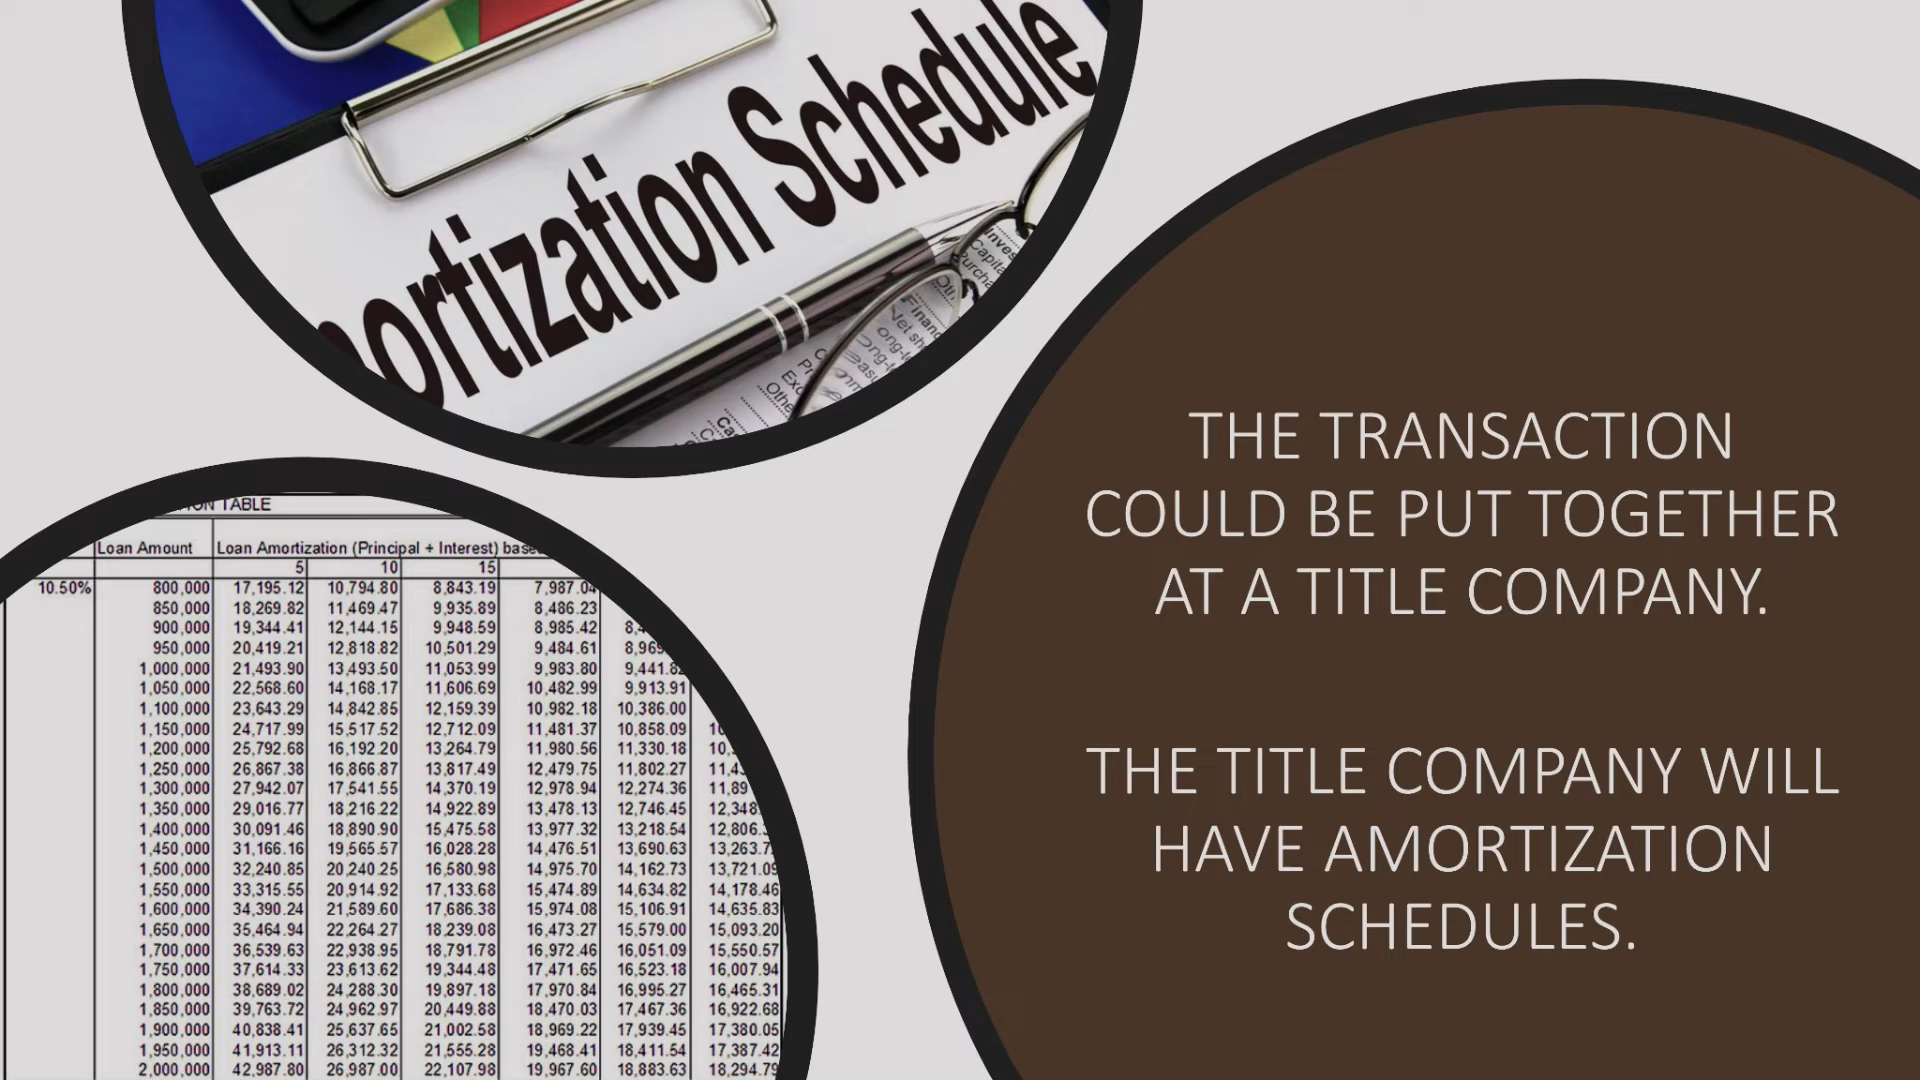 ortization Schedule
THE TRANSACTION
COULD BE PUT TOGETHER
AT A TITLE COMPANY.
THE TITLE COMPANY WILL
HAVE AMORTIZATION
SCHEDULES.
TABLE
Loan Amount Loan Amortization (Principal + Interest)
5 10 15
10.50% 800,000 17,195.12 10,794.80 8,843.19 7,987.04
850,000 18,269.82 11,469.47 9,935.89 8,486.23
900,000 19,344.41 12,144.15 9,948.59 8,985.42
950,000 20,419.21 12,818.82 10,501.29 9,484.61 8,969
1,000,000 21,493.90 13,493.50 11,053.99 9,983.80 9,441.82
1,050,000 22,568.60 14,168.17 11,606.69 10,482.99 9,913.91
1,100,000 23,643.29 14,842.85 12,159.39 10,982.18 10,386.00
1,150,000 24,717.99 15,517.52 12,712.09 11,481.37 10,858.09
1,200,000 25,792.68 16,192.20 13,264.79 11,980.56 11,330.18
1,250,000 26,867.38 16,866.87 13,817.49 12,479.75 11,802.27
1,300,000 27,942.07 17,541.55 14,370.19 12,978.94 12,274.36 11,89
1,350,000 29,016.77 18,216.22 14,922.89 13,478.13 12,746.45 12,348
1,400,000 30,091.46 18,890.90 15,475.58 13,977.32 13,218.54 12,806.
1,450,000 31,166.16 19,565.57 16,028.28 14,476.51 13,690.63 13,263.7
1,500,000 32,240.85 20,240.25 16,580.98 14,975.70 14,162.73 13,721.09
1,550,000 33,315.55 20,914.92 17,133.68 15,474.89 14,634.82 14,178.46
1,600,000 34,390.24 21,589.60 17,686.38 15,974.08 15,106.91 14,635.83
1,650,000 35,464.94 22,264.27 18,239.08 16,473.27 15,579.00 15,093.20
1,700,000 36,539.63 22,938.95 18,791.78 16,972.46 16,051.09 15,550.57
1,750,000 37,614.33 23,613.62 19,344.48 17,471.65 16,523.18 16,007.94
1,800,000 38,689.02 24,288.30 19,897.18 17,970.84 16,995.27 16,465.31
1,850,000 39,763.72 24,962.97 20,449.88 18,470.03 17,467.36 16,922.68
1,900,000 40,838.41 25,637.65 21,002.58 18,969.22 17,939.45 17,380.05
1,950,000 41,913.11 26,312.32 21,555.28 19,468.41 18,411.54 17,387.42
2,000,000 42,987.80 26,987.00 22,107.98 19,967.60 18,883.63 18,294.79